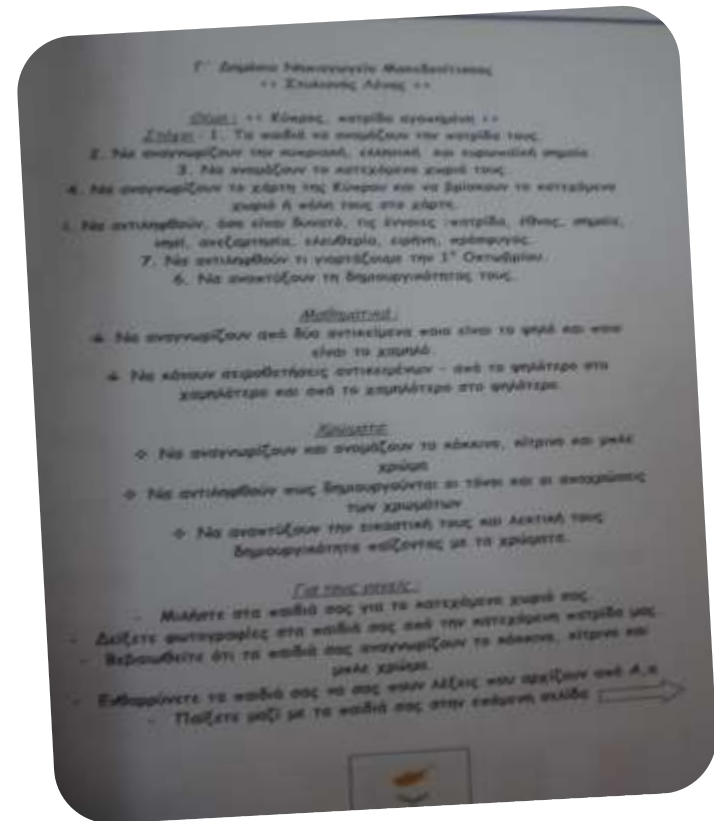 Γ΄ Δημόσιο Νηπιαγωγείο Μακεδονίτισσας
<< Στυλιανός Λένας >>
Θέμα: << Κύπρος, πατρίδα αγαπημένη >>
Στόχοι: 1. Τα παιδιά να ονομάζουν την πατρίδα τους.
2. Να αναγνωρίζουν την κυπριακή, ελληνική και ευρωπαϊκή σημαία.
3. Να ονομάζουν το κατεχόμενο χωριό τους.
4. Να αναγνωρίζουν το χάρτη της Κύπρου και να βρίσκουν το κατεχόμενο
χωριό ή πόλη τους στο χάρτη.
Να αντιληφθούν, όσο είναι δυνατό, τις έννοιες :πατρίδα, έθνος, σημαία,
νησί, ανεξαρτησία, ελευθερία, ειρήνη, πρόσφυγας.
7. Να αντιληφθούν τι γιορτάζουμε την 1η Οκτωβρίου.
6. Να αναπτύξουν τη δημιουργικότητας τους.
Μαθηματικά:
Να αναγνωρίζουν από δύο αντικείμενα ποιο είναι το ψηλό και ποιο
είναι το χαμηλό.
Να κάνουν σειροθετήσεις αντικειμένων - από το ψηλότερο στο
χαμηλότερο και από το χαμηλότερο στο ψηλότερο.
Χρώματα
❖ Να αναγνωρίζουν και ονομάζουν το κόκκινο, κίτρινο και μπλε
χρώμα
❖ Να αντιληφθούν πως δημιουργούνται οι τόνοι και οι αποχρώσεις
των χρωμάτων
❖ Να αναπτύξουν την εικαστική τους και λεκτική τους
δημιουργικότητα παίζοντας με τα χρώματα.
Για τους γονείς:
- Μιλήστε στα παιδιά σας για το κατεχόμενο χωριό σας.
- Δείξετε φωτογραφίες στα παιδιά σας από την κατεχόμενη πατρίδα μας.
- Βεβαιωθείτε ότι τα παιδιά σας αναγνωρίζουν το κόκκινο, κίτρινο και
μπλε χρώμα.
- Ενθαρρύνετε τα παιδιά σας να σας πουν λέξεις που αρχίζουν από Α,α
- Παίξετε μαζί με τα παιδιά σας στην επόμενη σελίδα